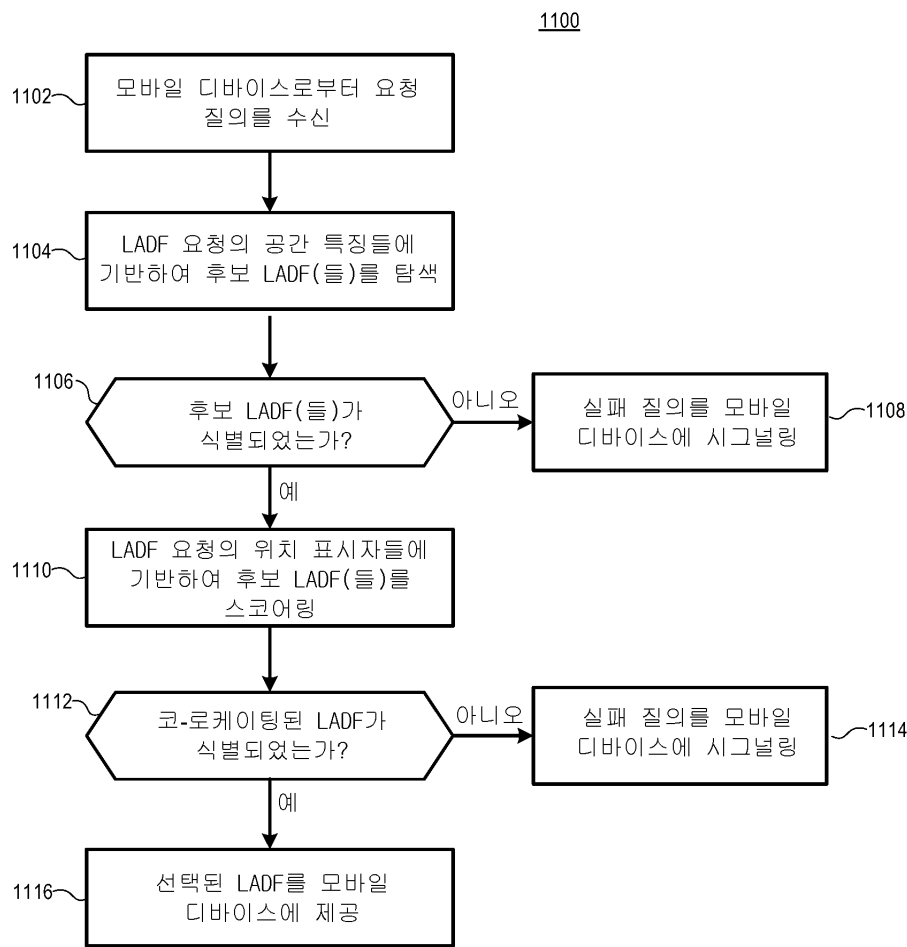 1100
1102
모바일 디바이스로부터 요청
질의를 수신
1104
LADF 요청의 공간 특징들에
기반하여 후보 LADF(들)를 탐색
1106
후보 LADF(들)가
식별되었는가?
아니오
실패 질의를 모바일
디바이스에 시그널링
1108
예
1110
LADF 요청의 위치 표시자들에
기반하여 후보 LADF(들)를
스코어링
1112
코-로케이팅된 LADF가
식별되었는가?
아니오
실패 질의를 모바일
디바이스에 시그널링
1114
예
1116
선택된 LADF를 모바일
디바이스에 제공